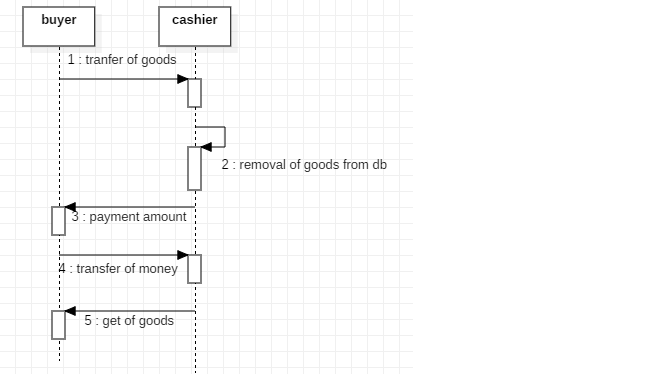 buyer
cashier
1 : tranfer of goods
2 : removal of goods from db
3 : payment amount
4 : transfer of money
5 : get of goods